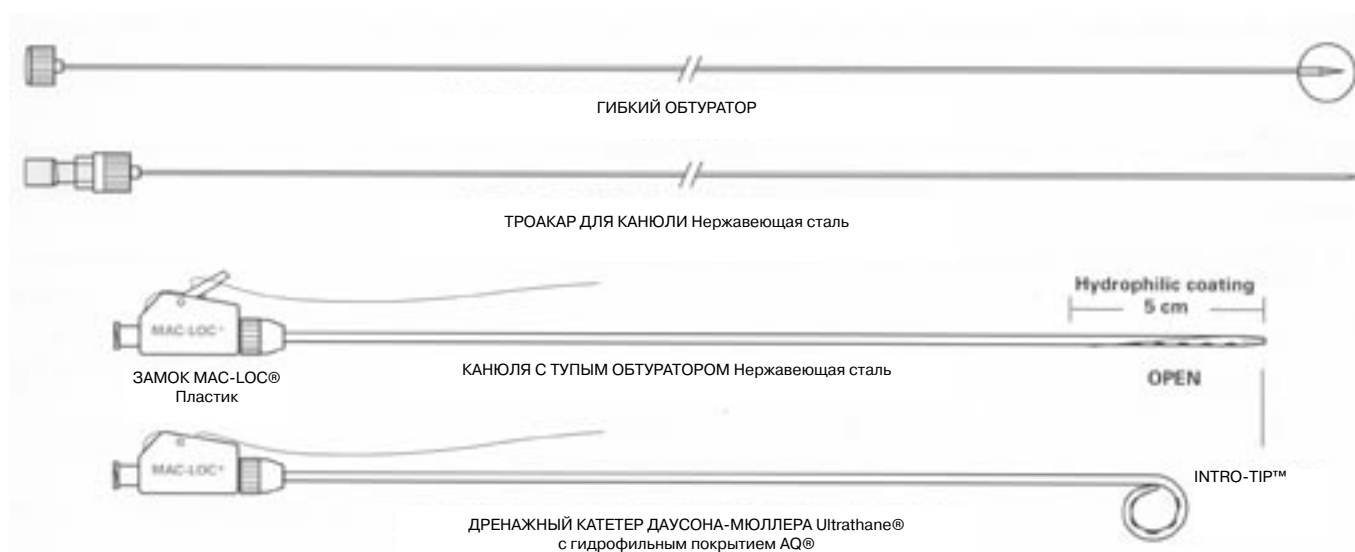 ГИБКИЙ ОБТУРАТОР
ТРОАКАР ДЛЯ КАНЮЛИ Нержавеющая сталь
Hydrophilic coating
5 cm
MAC-LOC®
ЗАМОК MAC-LOC®
Пластик
КАНЮЛЯ С ТУПЫМ ОБТУРАТОРОМ Нержавеющая сталь
OPEN
MAC-LOC®
INTRO-TIP™
ДРЕНАЖНЫЙ КАТЕТЕР ДАУСОНА-МЮЛЛЕРА Ultrathane®
с гидрофильным покрытием AQ®